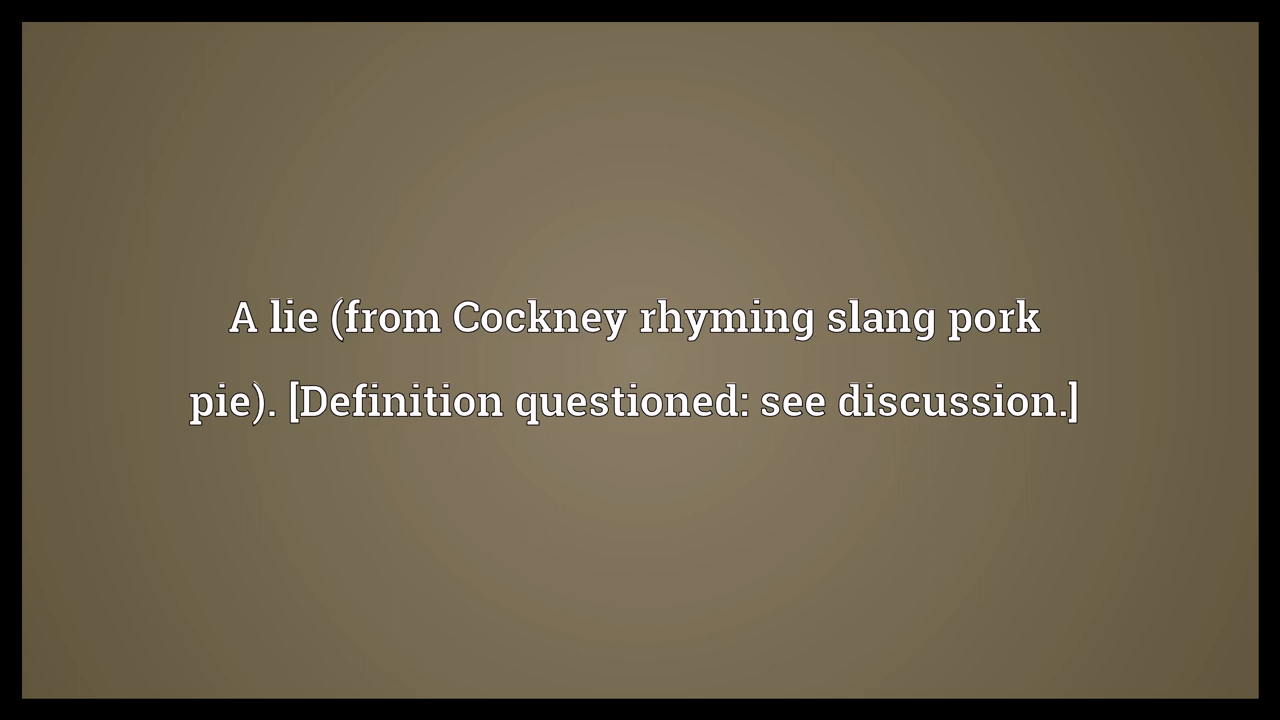 A lie (from Cockney rhyming slang pork
pie). [Definition questioned: see discussion.]